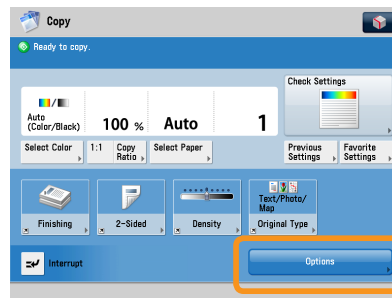 Copy
Ready to copy.
Check Settings
Auto
(Color/Black)
100 %
Auto
1
Select Color
1:1
Copy
Ratio
Select Paper
Previous
Settings
Favorite
Settings
Finishing
2-Sided
Density
Text/Photo/
Map
Original Type
Interrupt
Options